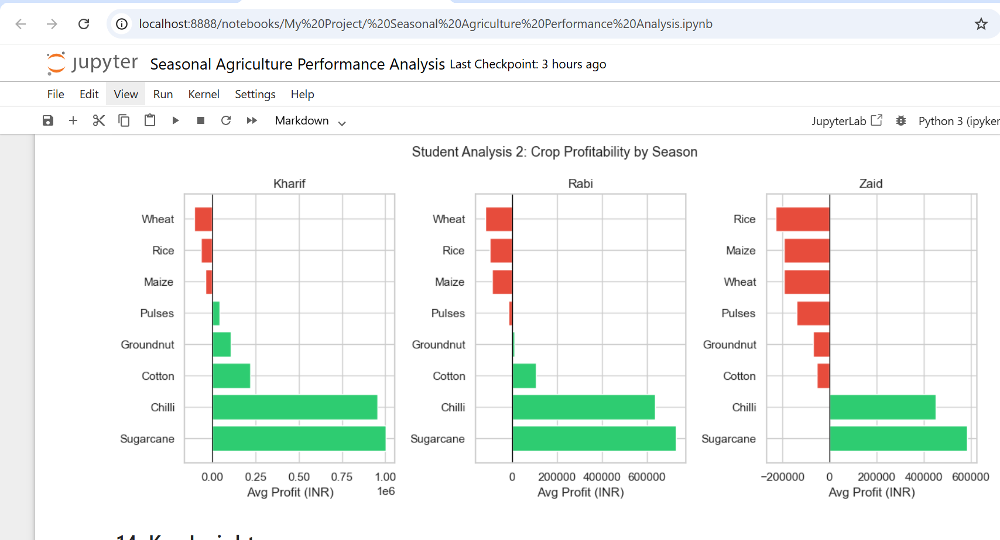 localhost:8888/notebooks/My%20Project/%20Seasonal%20Agriculture%20Performance%20Analysis.ipynb
jupyter Seasonal Agriculture Performance Analysis Last Checkpoint: 3 hours ago
File Edit View Run Kernel Settings Help
Markdown JupyterLab Python 3 (ipyker
Student Analysis 2: Crop Profitability by Season
Kharif
Wheat
Rice
Maize
Pulses
Groundnut
Cotton
Chilli
Sugarcane
0.00 0.25 0.50 0.75 1.00
1e6
Avg Profit (INR)
Rabi
Wheat
Rice
Maize
Pulses
Groundnut
Cotton
Chilli
Sugarcane
0 200000 400000 600000
Avg Profit (INR)
Zaid
Rice
Maize
Wheat
Pulses
Groundnut
Cotton
Chilli
Sugarcane
−200000 0 200000 400000 600000
Avg Profit (INR)